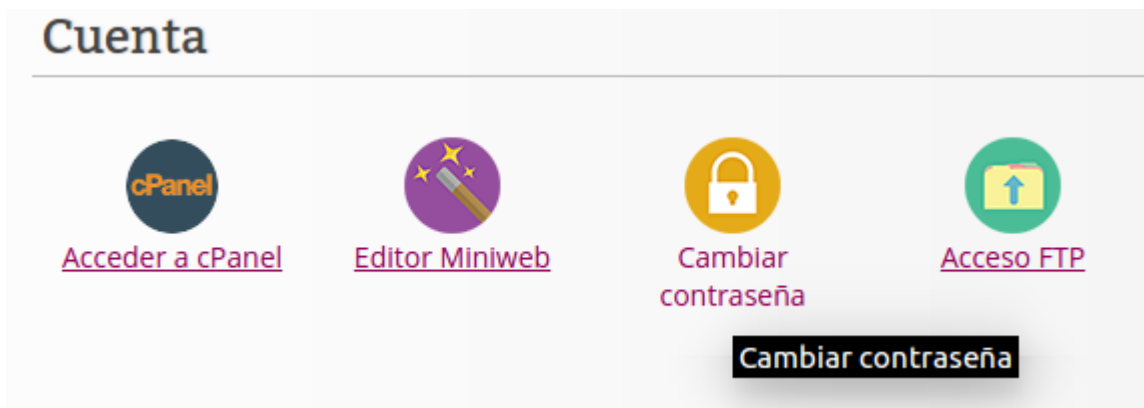 Cuenta
cPanel
Acceder a cPanel
Editor Miniweb
Cambiar
contraseña
Acceso FTP
Cambiar contraseña